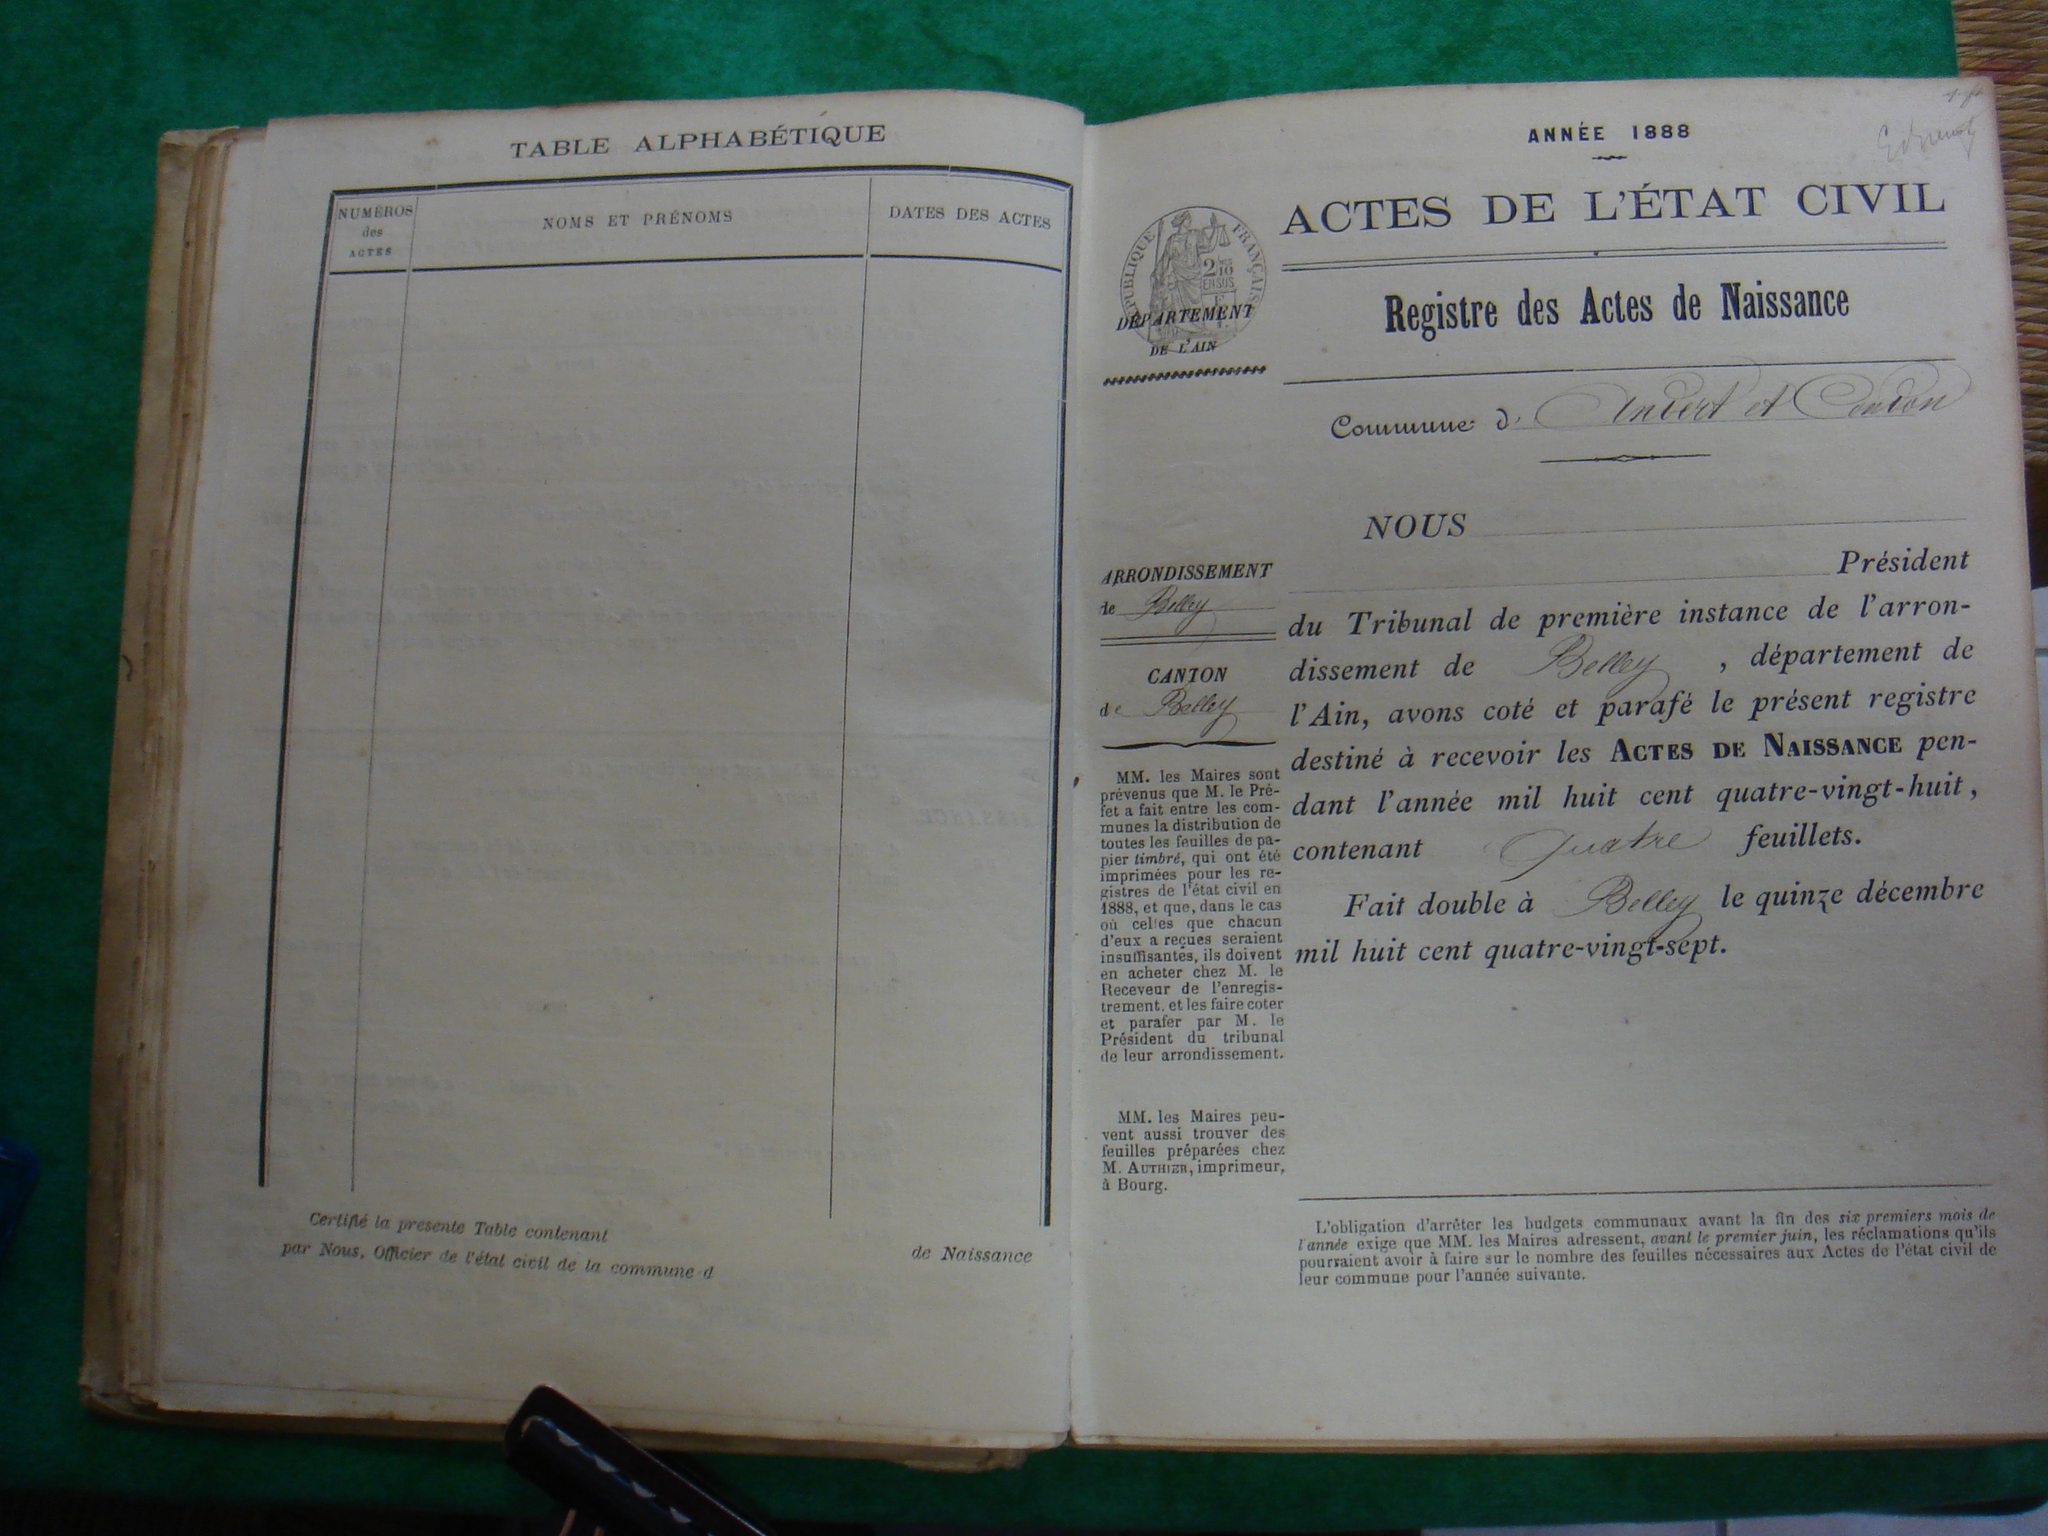 TABLE ALPHABÉTIQUE
NUMÉROS
des
ACTES
NOMS ET PRÉNOMS
DATES DES ACTES
Certifié la présente Table contenant
de Naissance
par Nous, Officier de l'état civil de la commune d
ANNÉE 1888
ACTES DE L'ÉTAT CIVIL
RÉPUBLIQUE FRANÇAISE
2/10
EN SUS
DÉPARTEMENT
DE L'AIN
Registre des Actes de Naissance
Commune d' Andert et Condon
NOUS
Président
du Tribunal de première instance de l'arron-
dissement de Belley, département de
l'Ain, avons coté et parafé le présent registre
destiné à recevoir les ACTES DE NAISSANCE pen-
dant l'année mil huit cent quatre-vingt-huit,
contenant Quatre feuillets.
Fait double à Belley le quinze décembre
mil huit cent quatre-vingt-sept.
ARRONDISSEMENT
de Belley
CANTON
de Belley
MM. les Maires sont
prévenus que M. le Pré-
fet a fait entre les com-
munes la distribution de
toutes les feuilles de pa-
pier timbré, qui ont été
imprimées pour les re-
gistres de l'état civil en
1888, et que, dans le cas
où celles que chacun
d'eux a reçues seraient
insuffisantes, ils doivent
en acheter chez M. le
Receveur de l'enregis-
trement, et les faire coter
et parafer par M. le
Président du tribunal
de leur arrondissement.
MM. les Maires peu-
vent aussi trouver des
feuilles préparées chez
M. AUTHIER, imprimeur,
à Bourg.
L'obligation d'arrêter les budgets communaux avant la fin des six premiers mois de
l'année exige que MM. les Maires adressent, avant le premier juin, les réclamations qu'ils
pourraient avoir à faire sur le nombre des feuilles nécessaires aux Actes de l'état civil de
leur commune pour l'année suivante.